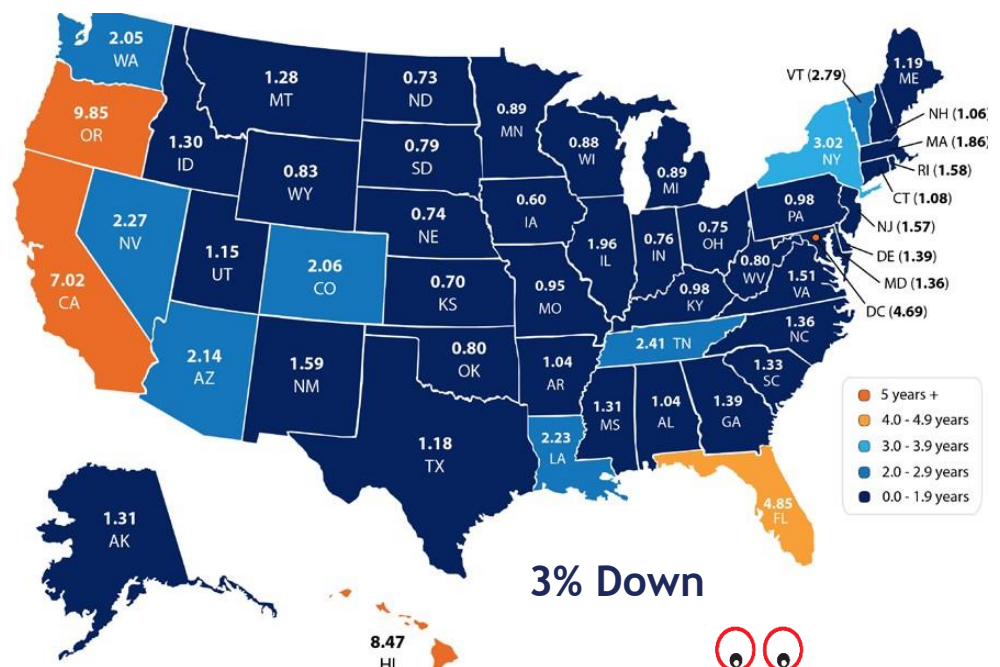 2.05
WA
9.85
OR
7.02
CA
2.27
NV
1.30
ID
1.28
MT
0.83
WY
1.15
UT
2.06
CO
2.14
AZ
1.59
NM
0.73
ND
0.79
SD
0.74
NE
0.70
KS
0.80
OK
1.18
TX
0.89
MN
0.60
IA
0.95
MO
1.04
AR
2.23
LA
0.88
WI
1.96
IL
0.89
MI
0.76
IN
0.75
OH
0.98
KY
2.41 TN
1.31
MS
1.04
AL
1.39
GA
4.85
FL
1.33
SC
1.36
NC
1.51
VA
0.80
WV
0.98
PA
3.02
NY
VT (2.79)
1.19
ME
NH (1.06)
MA (1.86)
RI (1.58)
CT (1.08)
NJ (1.57)
DE (1.39)
MD (1.36)
DC (4.69)
5 years +
4.0 - 4.9 years
3.0 - 3.9 years
2.0 - 2.9 years
0.0 - 1.9 years
1.31
AK
8.47
HI
3% Down